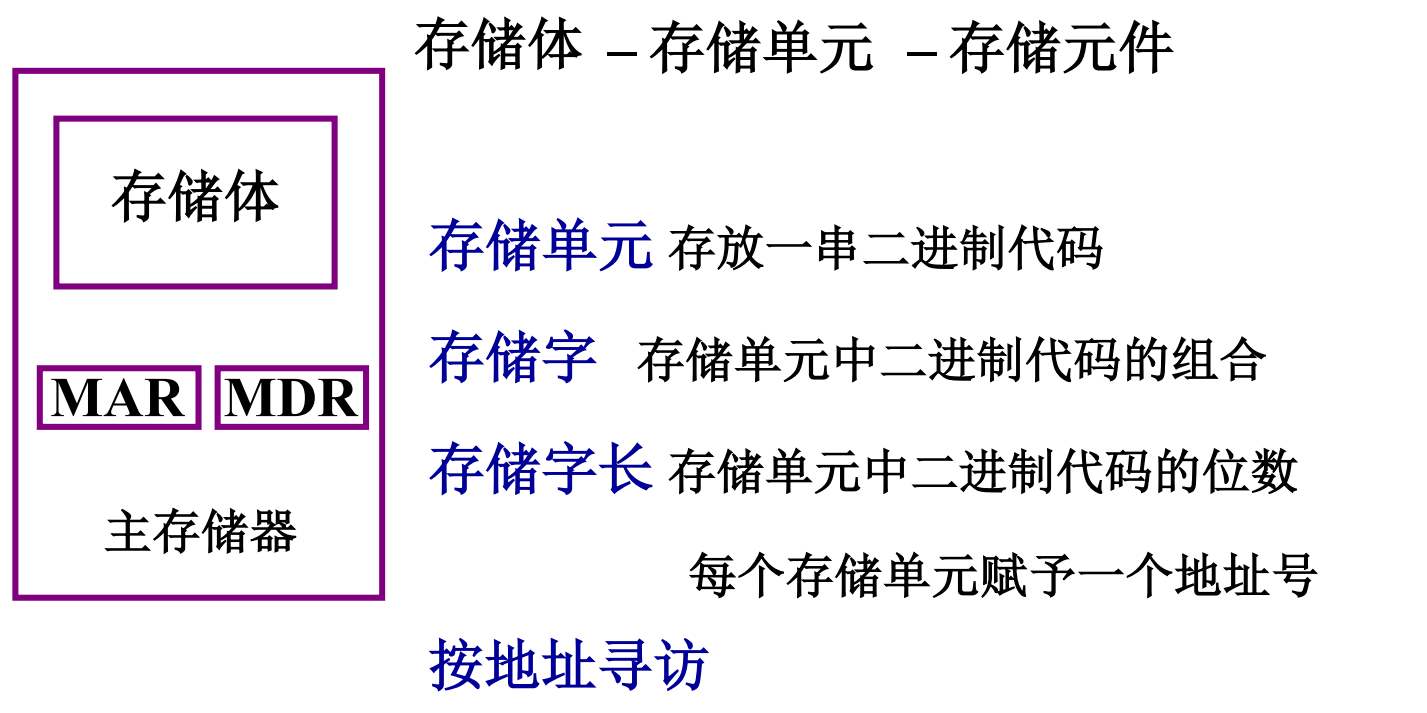 存储体 – 存储单元 – 存储元件
存储体
MAR MDR
主存储器
存储单元 存放一串二进制代码
存储字 存储单元中二进制代码的组合
存储字长 存储单元中二进制代码的位数
每个存储单元赋予一个地址号
按地址寻访